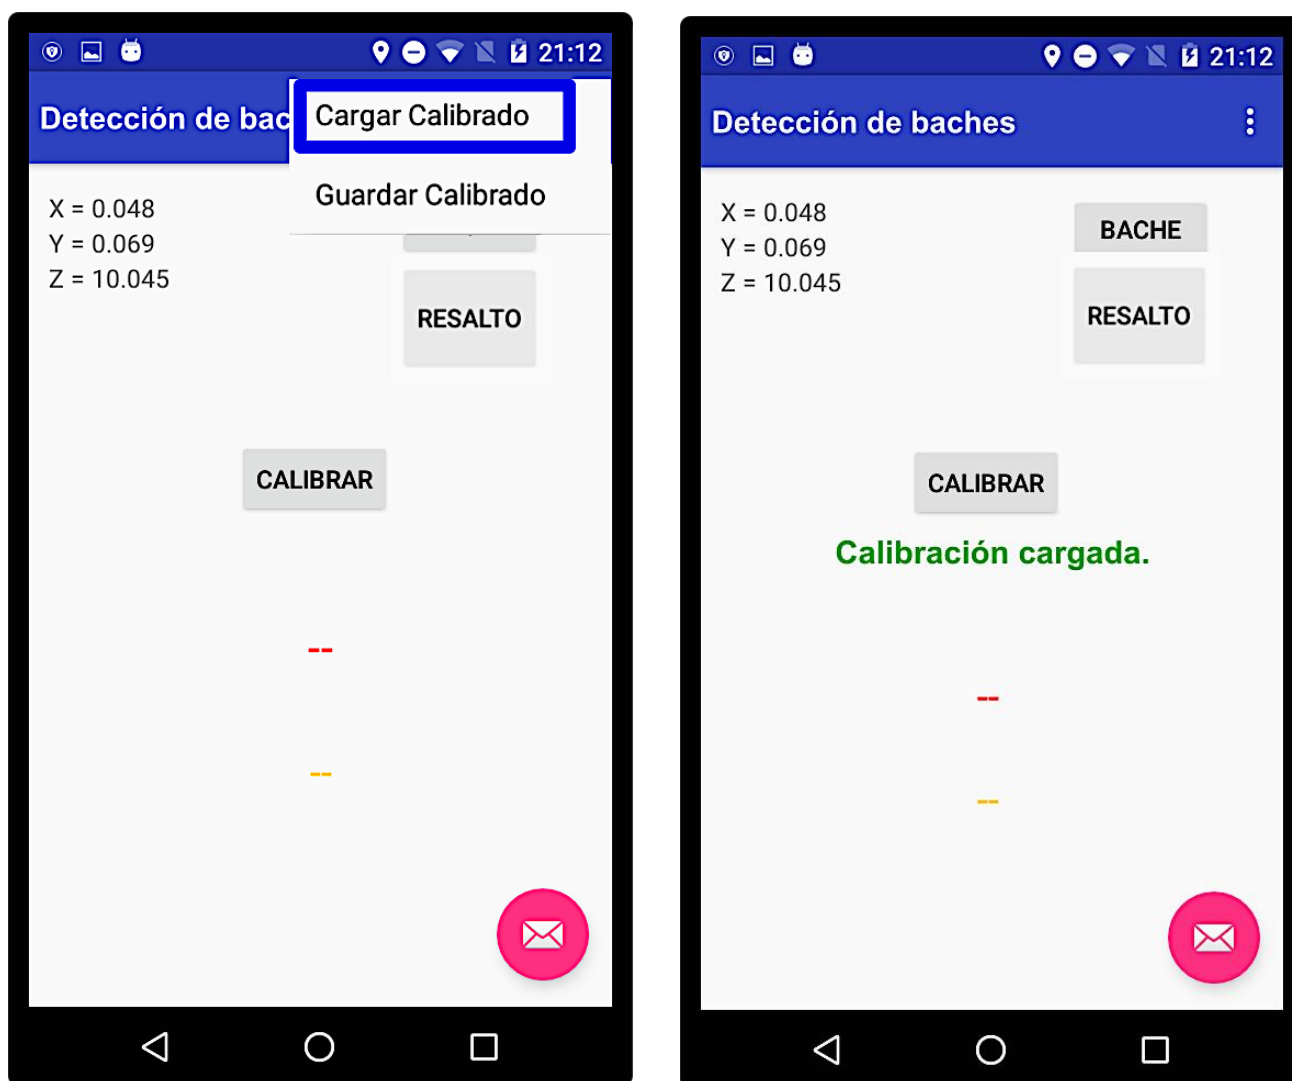 21:12
Detección de bac
Cargar Calibrado
Guardar Calibrado
X = 0.048
Y = 0.069
Z = 10.045
RESALTO
CALIBRAR
--
--
21:12
Detección de baches
X = 0.048
Y = 0.069
Z = 10.045
BACHE
RESALTO
CALIBRAR
Calibración cargada.
--
--